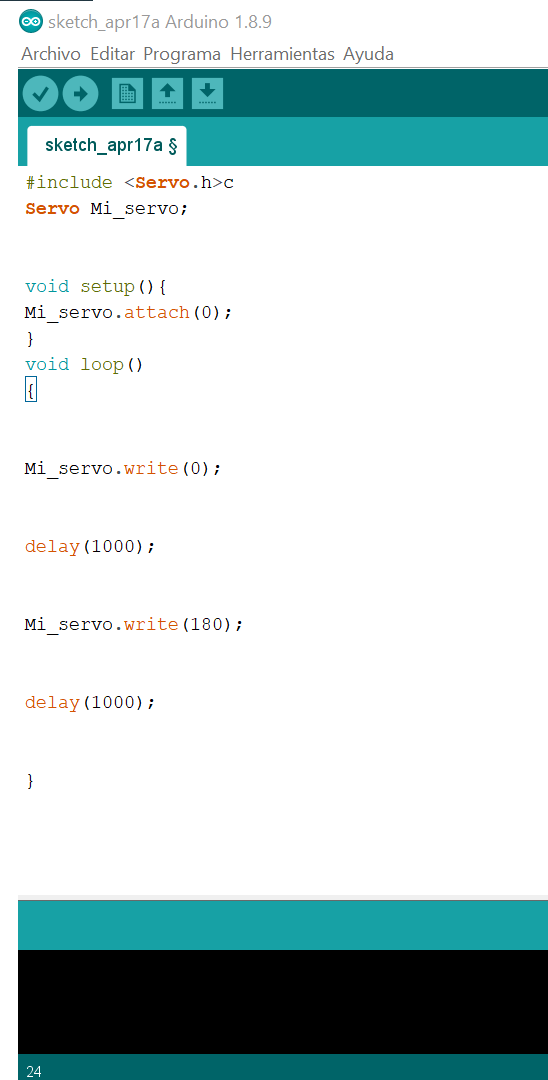 sketch_apr17a Arduino 1.8.9
Archivo Editar Programa Herramientas Ayuda
sketch_apr17a §
#include <Servo.h>c
Servo Mi_servo;
void setup(){
Mi_servo.attach(0);
}
void loop()
{
Mi_servo.write(0);
delay(1000);
Mi_servo.write(180);
delay(1000);
}
24